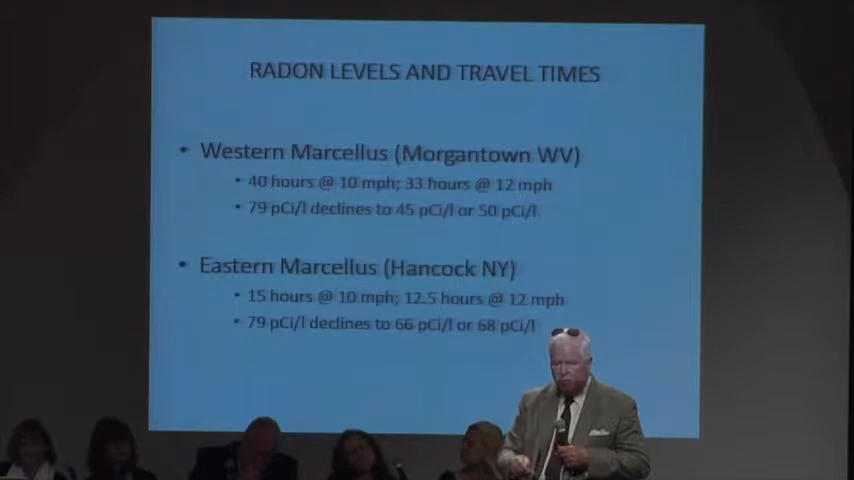 RADON LEVELS AND TRAVEL TIMES
• Western Marcellus (Morgantown WV)
• 40 hours @ 10 mph; 33 hours @ 12 mph
• 79 pCi/l declines to 45 pCi/l or 50 pCi/l
• Eastern Marcellus (Hancock NY)
• 15 hours @ 10 mph; 12.5 hours @ 12 mph
• 79 pCi/l declines to 66 pCi/l or 68 pCi/l